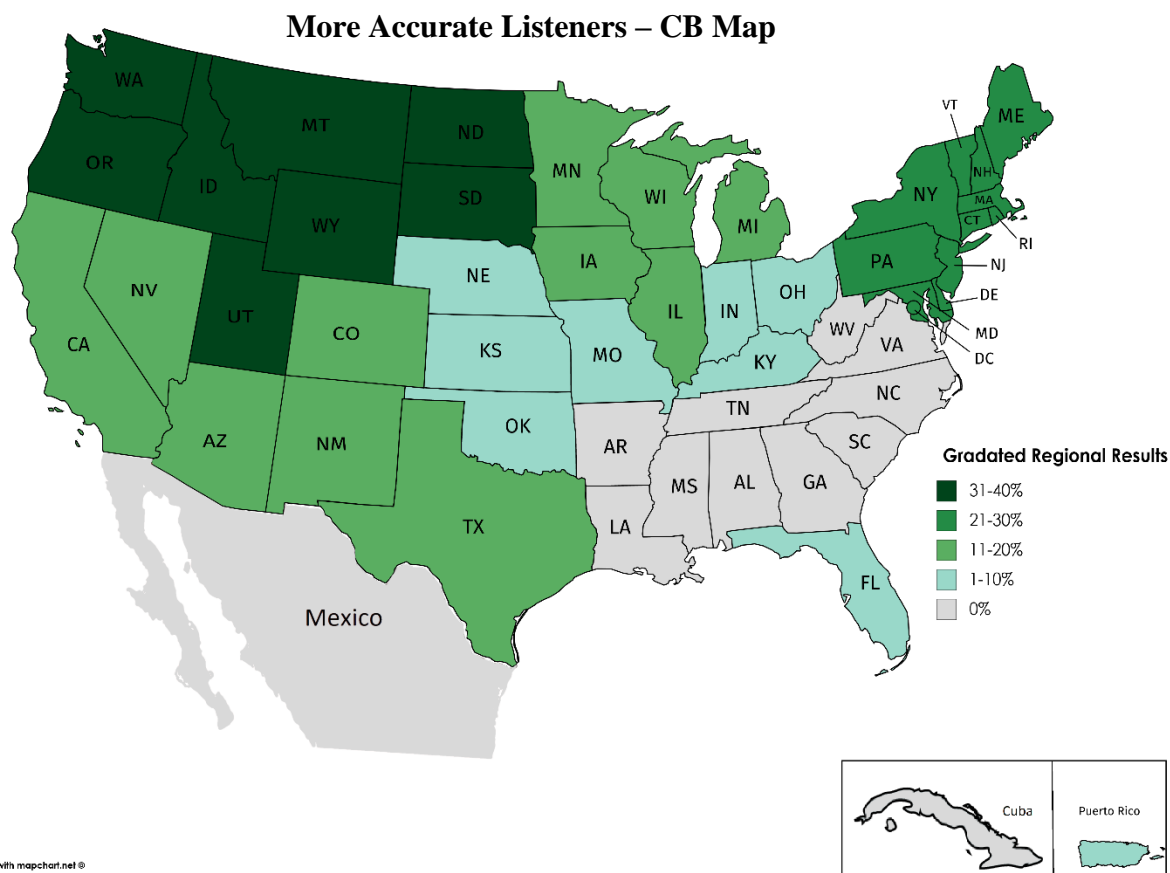 More Accurate Listeners – CB Map
WA
MT
ND
OR
ID
SD
WY
MN
WI
MI
VT
ME
NH
NY
MA
CT
RI
PA
NJ
DE
MD
DC
NE
IA
IL
IN
OH
WV
VA
NV
UT
CO
KS
MO
KY
CA
AZ
NM
OK
AR
TN
NC
SC
TX
LA
MS
AL
GA
FL
Mexico
Gradated Regional Results
31-40%
21-30%
11-20%
1-10%
0%
Cuba
Puerto Rico
with mapchart.net ©